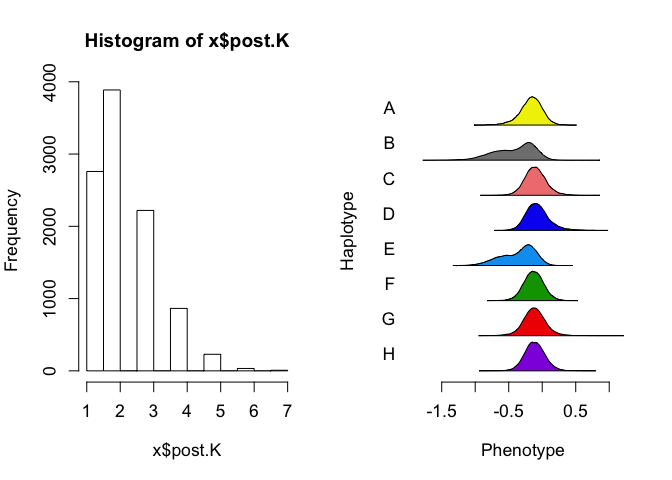 Histogram of x$post.K
Frequency
4000
3000
2000
1000
0
1 2 3 4 5 6 7
x$post.K
Haplotype
A
B
C
D
E
F
G
H
-1.5 -0.5 0.5
Phenotype